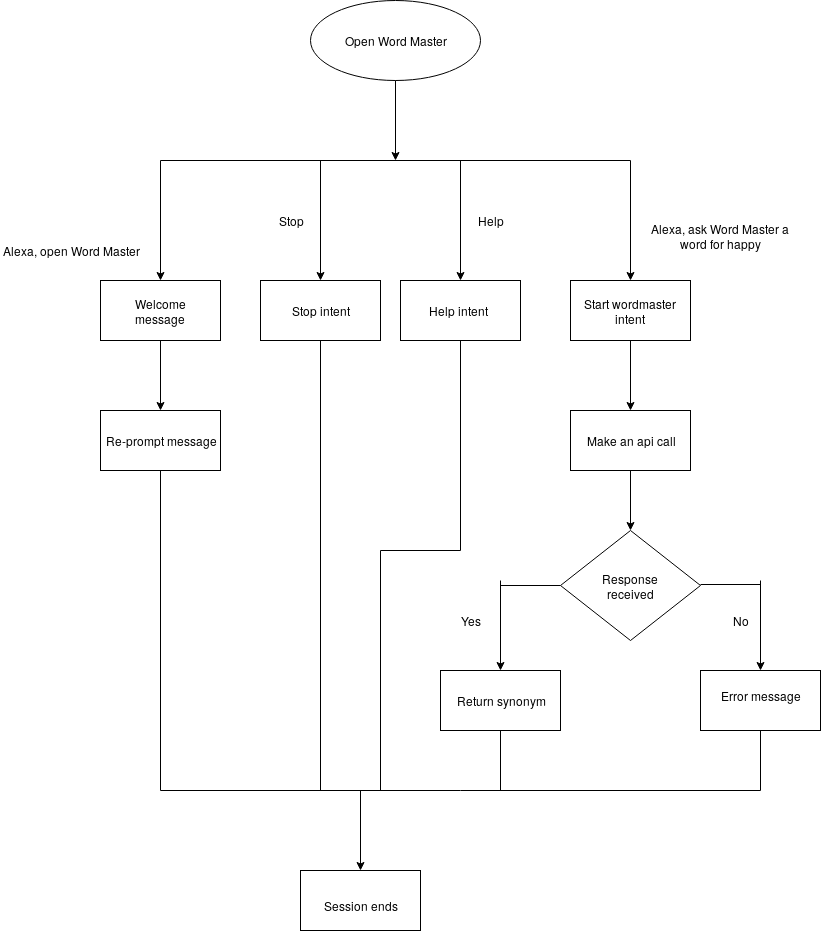 Open Word Master
Stop
Help
Alexa, open Word Master
Alexa, ask Word Master a
word for happy
Welcome
message
Stop intent
Help intent
Start wordmaster
intent
Re-prompt message
Make an api call
Response
received
Yes
No
Return synonym
Error message
Session ends